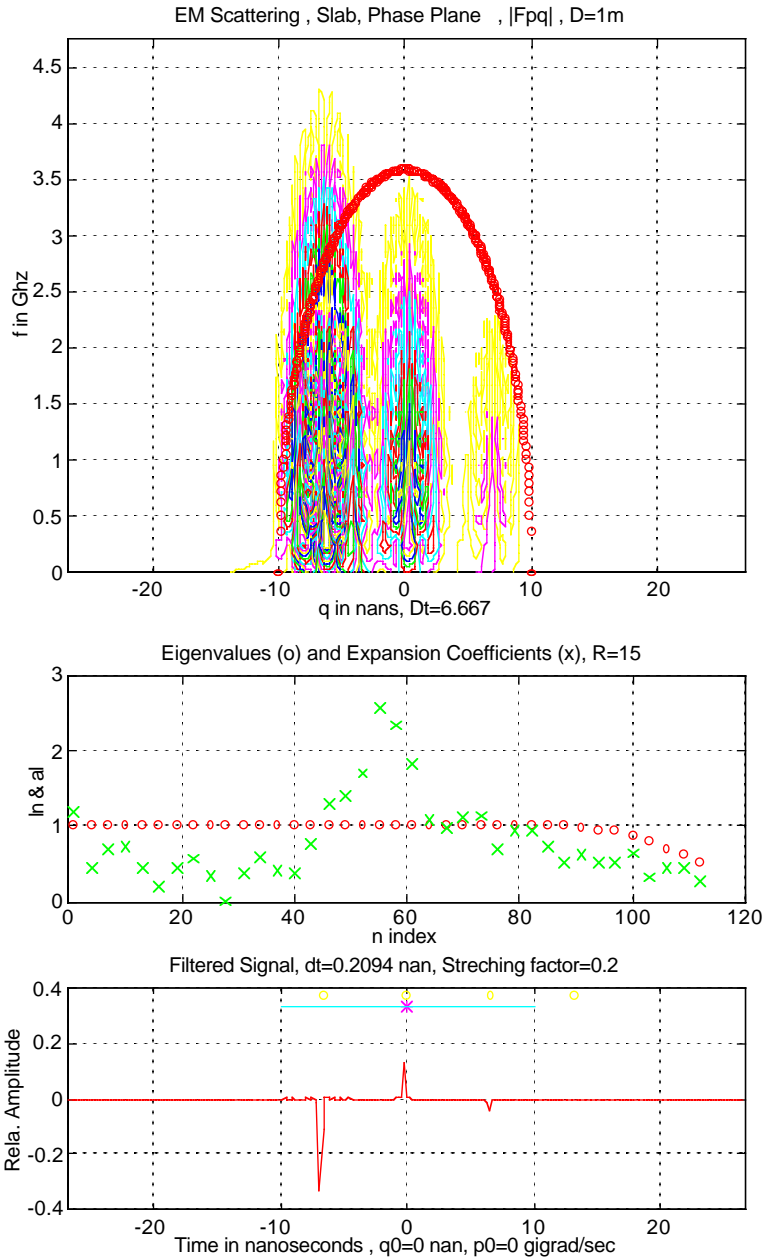 EM Scattering , Slab, Phase Plane , |Fpq| , D=1m
4.5
4
3.5
3
2.5
2
1.5
1
0.5
0
f in Ghz
-20 -10 0 10 20
q in nans, Dt=6.667
Eigenvalues (o) and Expansion Coefficients (x), R=15
3
2
1
0
ln & al
0 20 40 60 80 100 120
n index
Filtered Signal, dt=0.2094 nan, Streching factor=0.2
0.4
0.2
0
-0.2
-0.4
Rela. Amplitude
-20 -10 0 10 20
Time in nanoseconds , q0=0 nan, p0=0 gigrad/sec